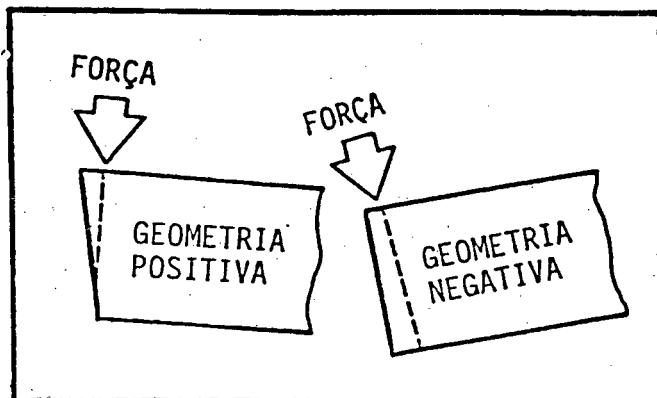 FORÇA
GEOMETRIA
POSITIVA
FORÇA
GEOMETRIA
NEGATIVA